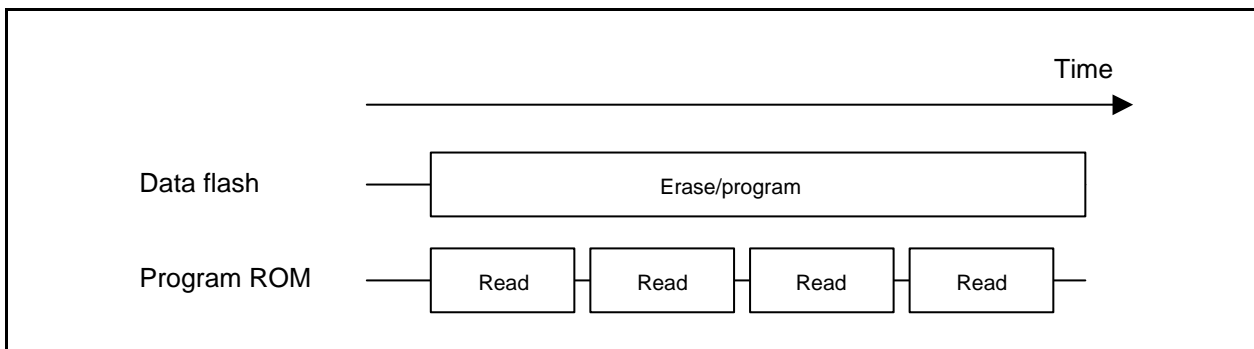 Time
Data flash
Erase/program
Program ROM
Read
Read
Read
Read